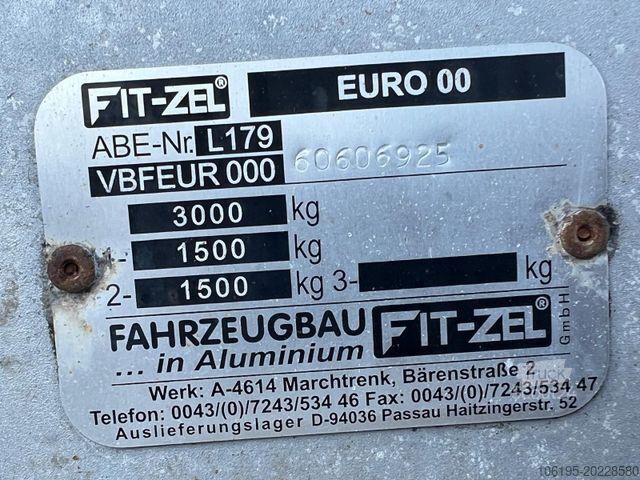 FIT-ZEL® EURO 00
ABE-Nr. L179
VBFEUR 000 60606925
3000 kg
1- 1500 kg
2- 1500 kg 3- kg
FAHRZEUGBAU FIT-ZEL® GmbH
... in Aluminium
Werk: A-4614 Marchtrenk, Bärenstraße 2
Telefon: 0043/(0)/7243/534 46 Fax: 0043/(0)/7243/534 47
Auslieferungslager D-94036 Passau Haitzingerstr. 52
106195-20228580